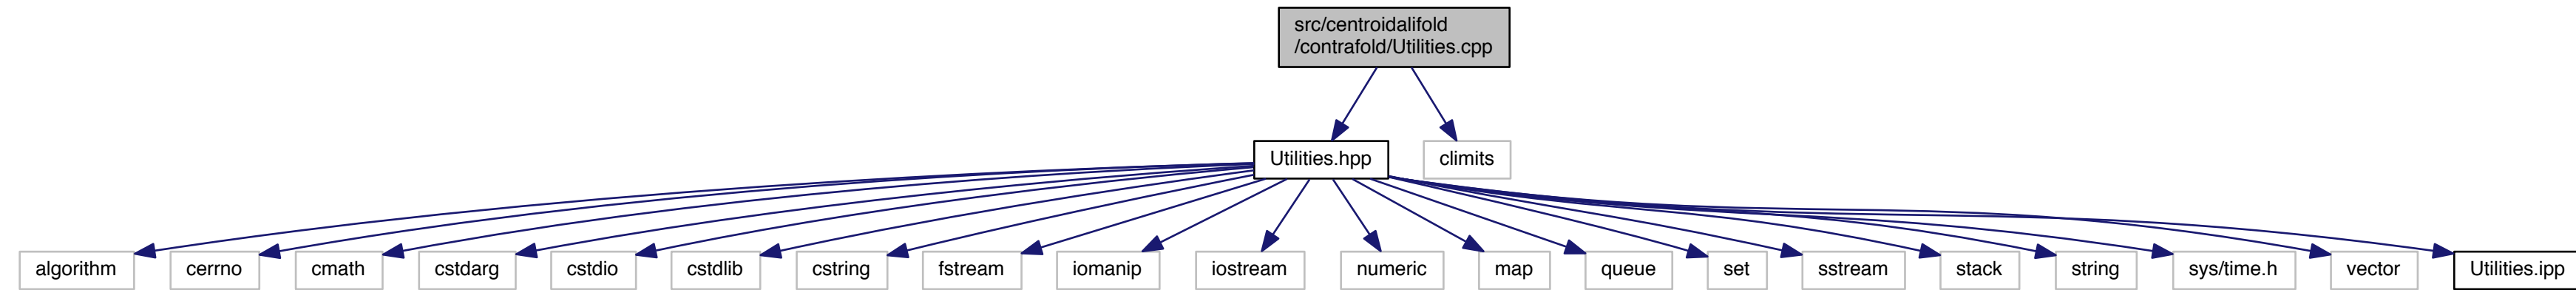 src/centroidalifold
/contrafold/Utilities.cpp
Utilities.hpp
climits
algorithm
cerrno
cmath
cstdarg
cstdio
cstdlib
cstring
fstream
iomanip
iostream
numeric
map
queue
set
sstream
stack
string
sys/time.h
vector
Utilities.ipp